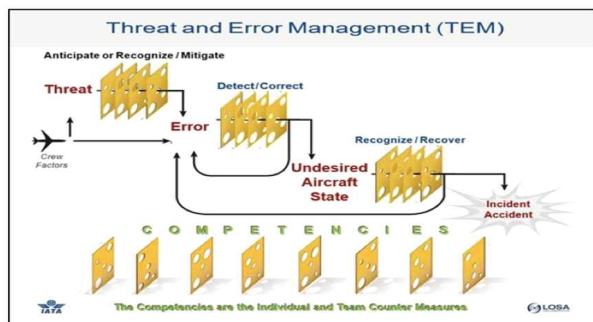 Threat and Error Management (TEM)
Anticipate or Recognize / Mitigate
Threat
Detect/Correct
Error
Crew
Factors
Recognize / Recover
Undesired
Aircraft
State
Incident
Accident
COMPETENCIES
The Competencies are the Individual and Team Counter Measures
IATA
LOSA